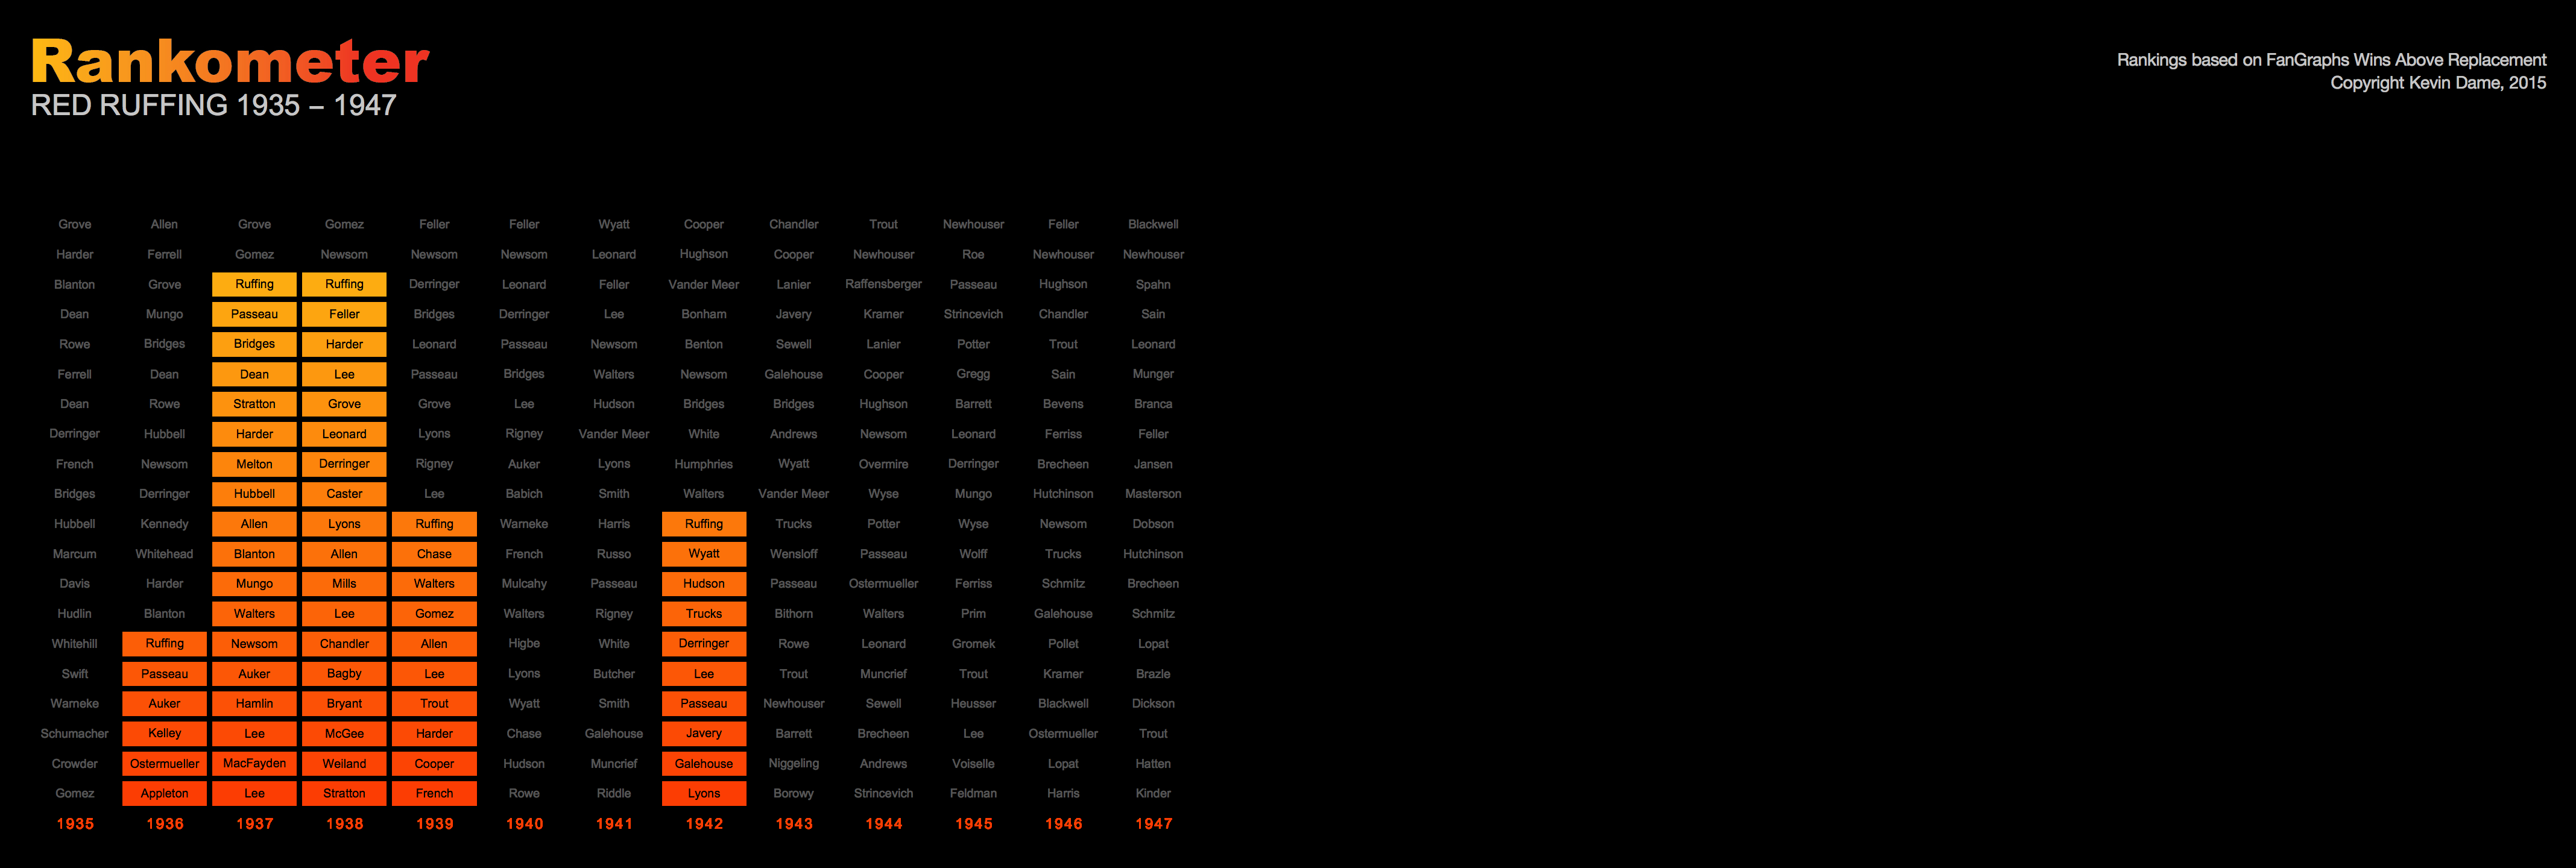 Rankometer
RED RUFFING 1935 – 1947
Rankings based on FanGraphs Wins Above Replacement
Copyright Kevin Dame, 2015
Grove Allen Grove Gomez Feller Feller Wyatt Cooper Chandler Trout Newhouser Feller Blackwell
Harder Ferrell Gomez Newsom Newsom Newsom Leonard Hughson Cooper Newhouser Roe Newhouser Newhouser
Blanton Grove Ruffing Ruffing Derringer Leonard Feller Vander Meer Lanier Raffensberger Passeau Hughson Spahn
Dean Mungo Passeau Feller Bridges Derringer Lee Bonham Javery Kramer Strincevich Chandler Sain
Rowe Bridges Bridges Harder Leonard Passeau Newsom Benton Sewell Lanier Potter Trout Leonard
Ferrell Dean Dean Lee Passeau Bridges Walters Newsom Galehouse Cooper Gregg Sain Munger
Dean Rowe Stratton Grove Grove Lee Hudson Bridges Bridges Hughson Barrett Bevens Branca
Derringer Hubbell Harder Leonard Lyons Rigney Vander Meer White Andrews Newsom Leonard Ferriss Feller
French Newsom Melton Derringer Rigney Auker Lyons Humphries Wyatt Overmire Derringer Brecheen Jansen
Bridges Derringer Hubbell Caster Lee Babich Smith Walters Vander Meer Wyse Mungo Hutchinson Masterson
Hubbell Kennedy Allen Lyons Ruffing Warneke Harris Ruffing Trucks Potter Wyse Newsom Dobson
Marcum Whitehead Blanton Allen Chase French Russo Wyatt Wensloff Passeau Wolff Trucks Hutchinson
Davis Harder Mungo Mills Walters Mulcahy Passeau Hudson Passeau Ostermueller Ferriss Schmitz Brecheen
Hudlin Blanton Walters Lee Gomez Walters Rigney Trucks Bithorn Walters Prim Galehouse Schmitz
Whitehill Ruffing Newsom Chandler Allen Higbe White Derringer Rowe Leonard Gromek Pollet Lopat
Swift Passeau Auker Bagby Lee Lyons Butcher Lee Trout Muncrief Trout Kramer Brazle
Warneke Auker Hamlin Bryant Trout Wyatt Smith Passeau Newhouser Sewell Heusser Blackwell Dickson
Schumacher Kelley Lee McGee Harder Chase Galehouse Javery Barrett Brecheen Lee Ostermueller Trout
Crowder Ostermueller MacFayden Weiland Cooper Hudson Muncrief Galehouse Niggeling Andrews Voiselle Lopat Hatten
Gomez Appleton Lee Stratton French Rowe Riddle Lyons Borowy Strincevich Feldman Harris Kinder
1935 1936 1937 1938 1939 1940 1941 1942 1943 1944 1945 1946 1947